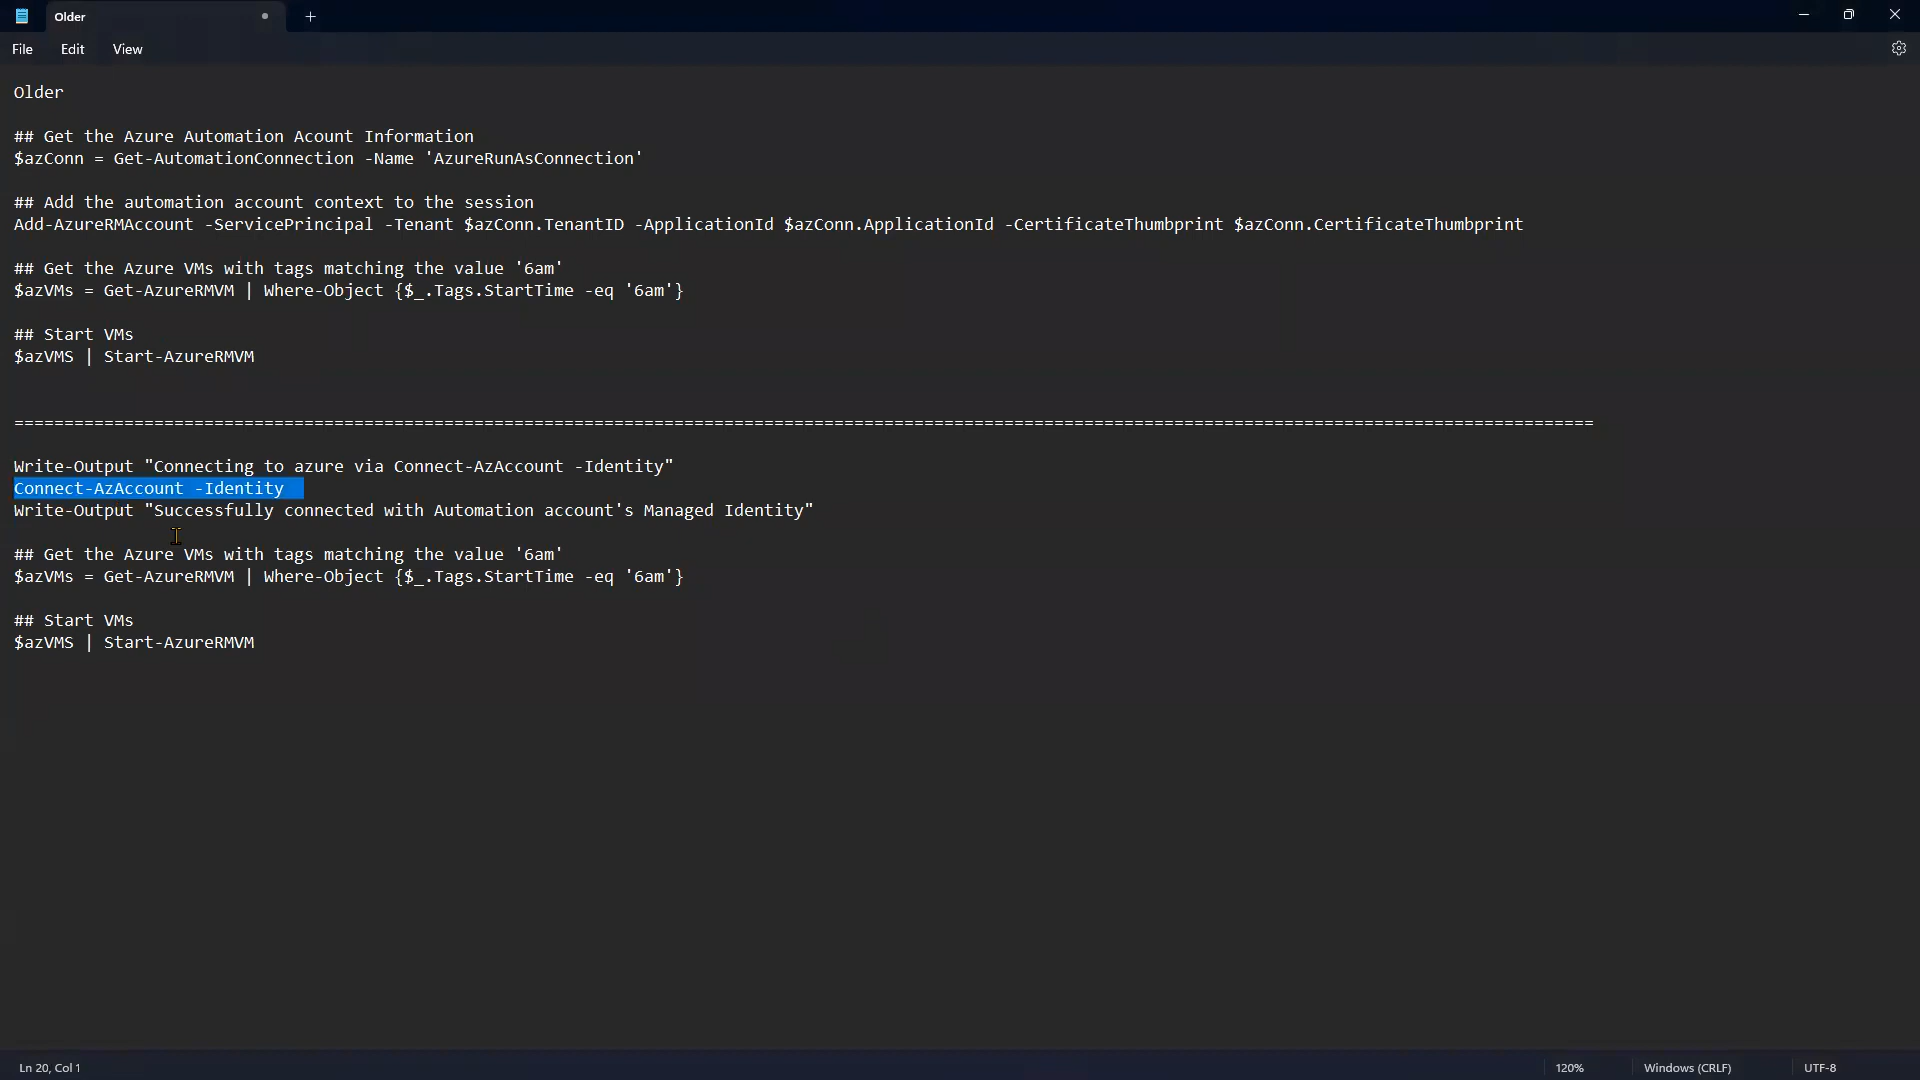 Older
File Edit View
Older
## Get the Azure Automation Acount Information
$azConn = Get-AutomationConnection -Name 'AzureRunAsConnection'
## Add the automation account context to the session
Add-AzureRMAccount -ServicePrincipal -Tenant $azConn.TenantID -ApplicationId $azConn.ApplicationId -CertificateThumbprint $azConn.CertificateThumbprint
## Get the Azure VMs with tags matching the value '6am'
$azVMs = Get-AzureRMVM | Where-Object {$_.Tags.StartTime -eq '6am'}
## Start VMs
$azVMS | Start-AzureRMVM
==============================================================================================================================================================
Write-Output "Connecting to azure via Connect-AzAccount -Identity"
Connect-AzAccount -Identity
Write-Output "Successfully connected with Automation account's Managed Identity"
## Get the Azure VMs with tags matching the value '6am'
$azVMs = Get-AzureRMVM | Where-Object {$_.Tags.StartTime -eq '6am'}
## Start VMs
$azVMS | Start-AzureRMVM
Ln 20, Col 1 120% Windows (CRLF) UTF-8